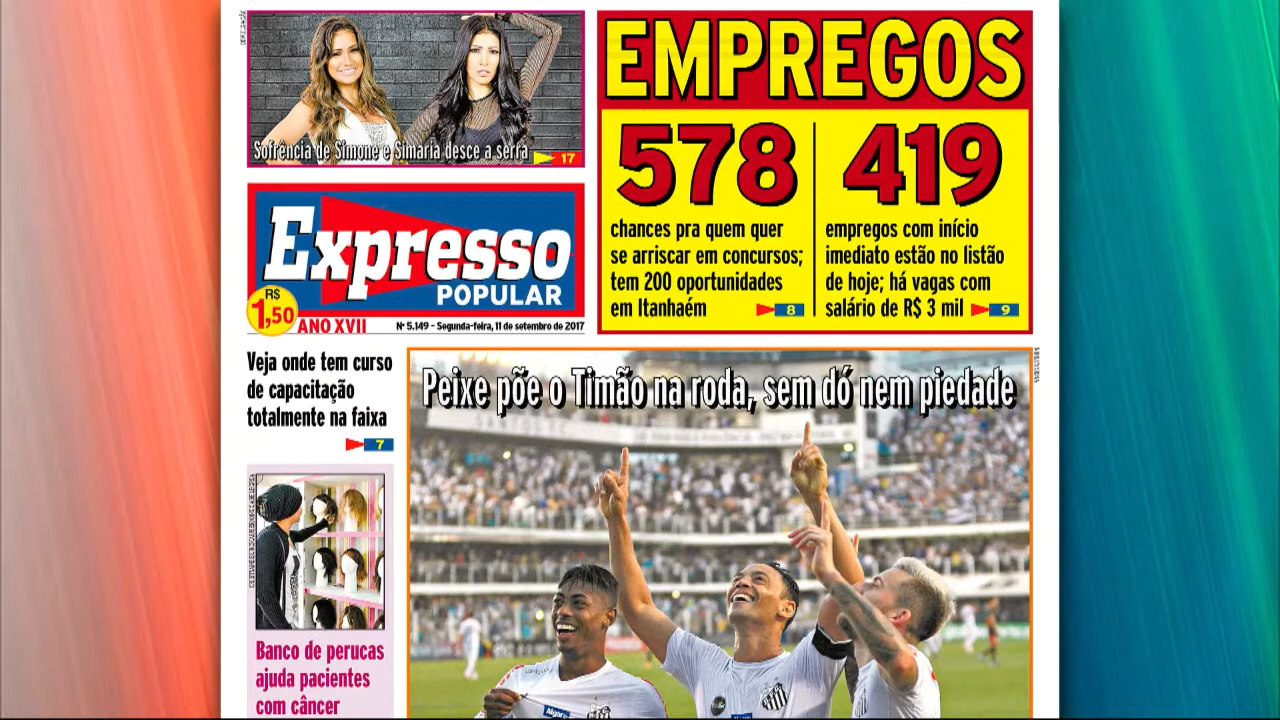 Sofrência de Simone e Simaria desce a serra
17
EMPREGOS
578
chances pra quem quer
se arriscar em concursos;
tem 200 oportunidades
em Itanhaém
8
419
empregos com início
imediato estão no listão
de hoje; há vagas com
salário de R$ 3 mil
9
Expresso
POPULAR
R$
1,50
ANO XVII
Nº 5.149 - Segunda-feira, 11 de setembro de 2017
Veja onde tem curso
de capacitação
totalmente na faixa
7
Peixe põe o Timão na roda, sem dó nem piedade
Banco de perucas
ajuda pacientes
com câncer
Algar